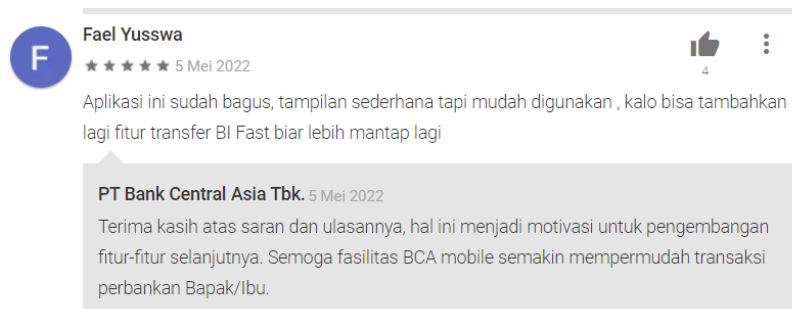 F
Fael Yusswa
★★★★★ 5 Mei 2022
4
Aplikasi ini sudah bagus, tampilan sederhana tapi mudah digunakan , kalo bisa tambahkan
lagi fitur transfer BI Fast biar lebih mantap lagi
PT Bank Central Asia Tbk. 5 Mei 2022
Terima kasih atas saran dan ulasannya, hal ini menjadi motivasi untuk pengembangan
fitur-fitur selanjutnya. Semoga fasilitas BCA mobile semakin mempermudah transaksi
perbankan Bapak/Ibu.